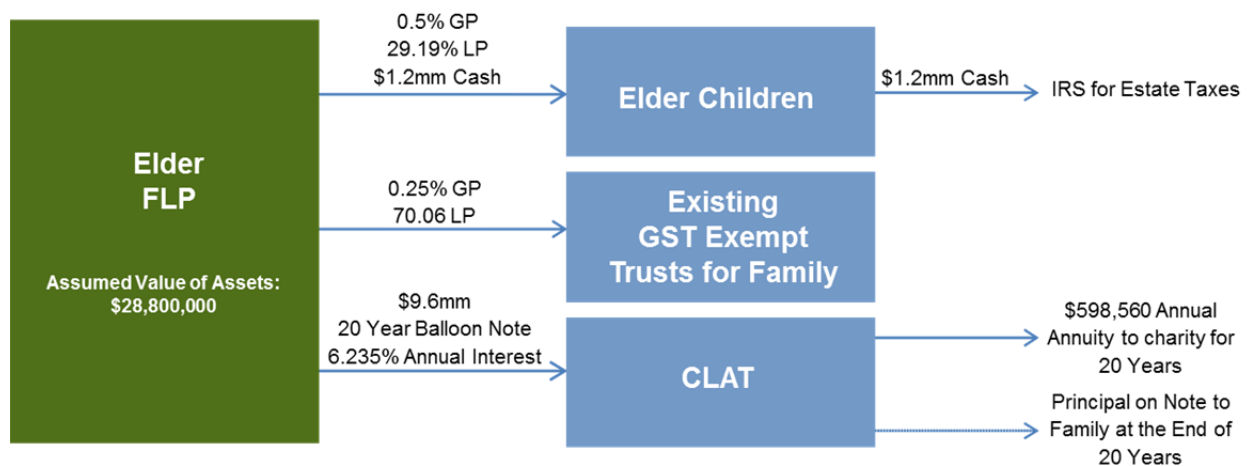 Elder
FLP
Assumed Value of Assets:
$28,800,000
0.5% GP
29.19% LP
$1.2mm Cash
Elder Children
$1.2mm Cash
IRS for Estate Taxes
0.25% GP
70.06 LP
Existing
GST Exempt
Trusts for Family
$9.6mm
20 Year Balloon Note
6.235% Annual Interest
CLAT
$598,560 Annual
Annuity to charity for
20 Years
Principal on Note to
Family at the End of
20 Years